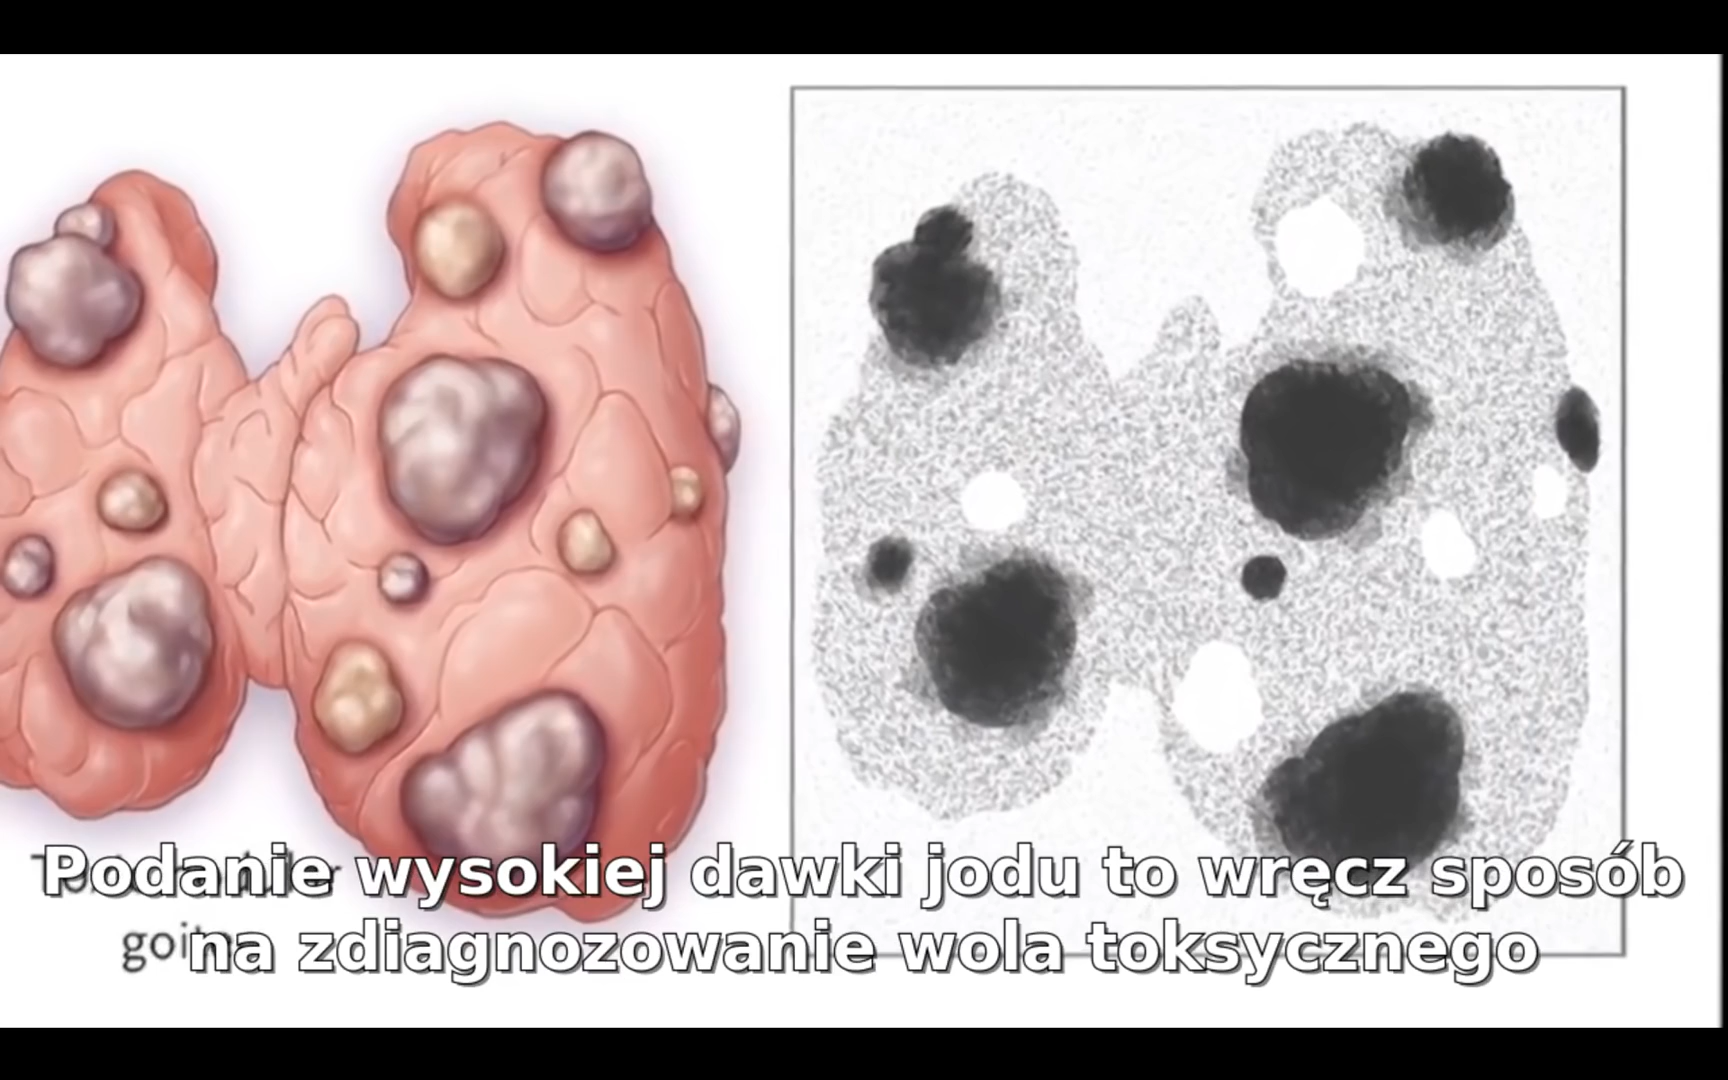 Podanie wysokiej dawki jodu to wręcz sposób
na zdiagnozowanie wola toksycznego